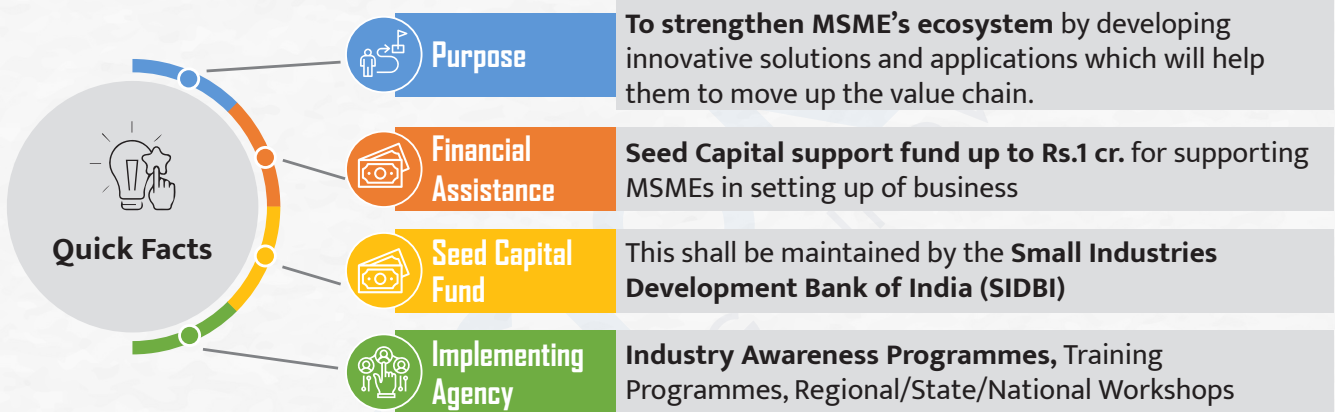 Quick Facts
Purpose
To strengthen MSME's ecosystem by developing
innovative solutions and applications which will help
them to move up the value chain.
Financial
Assistance
Seed Capital support fund up to Rs.1 cr. for supporting
MSMEs in setting up of business
Seed Capital
Fund
This shall be maintained by the Small Industries
Development Bank of India (SIDBI)
Implementing
Agency
Industry Awareness Programmes, Training
Programmes, Regional/State/National Workshops